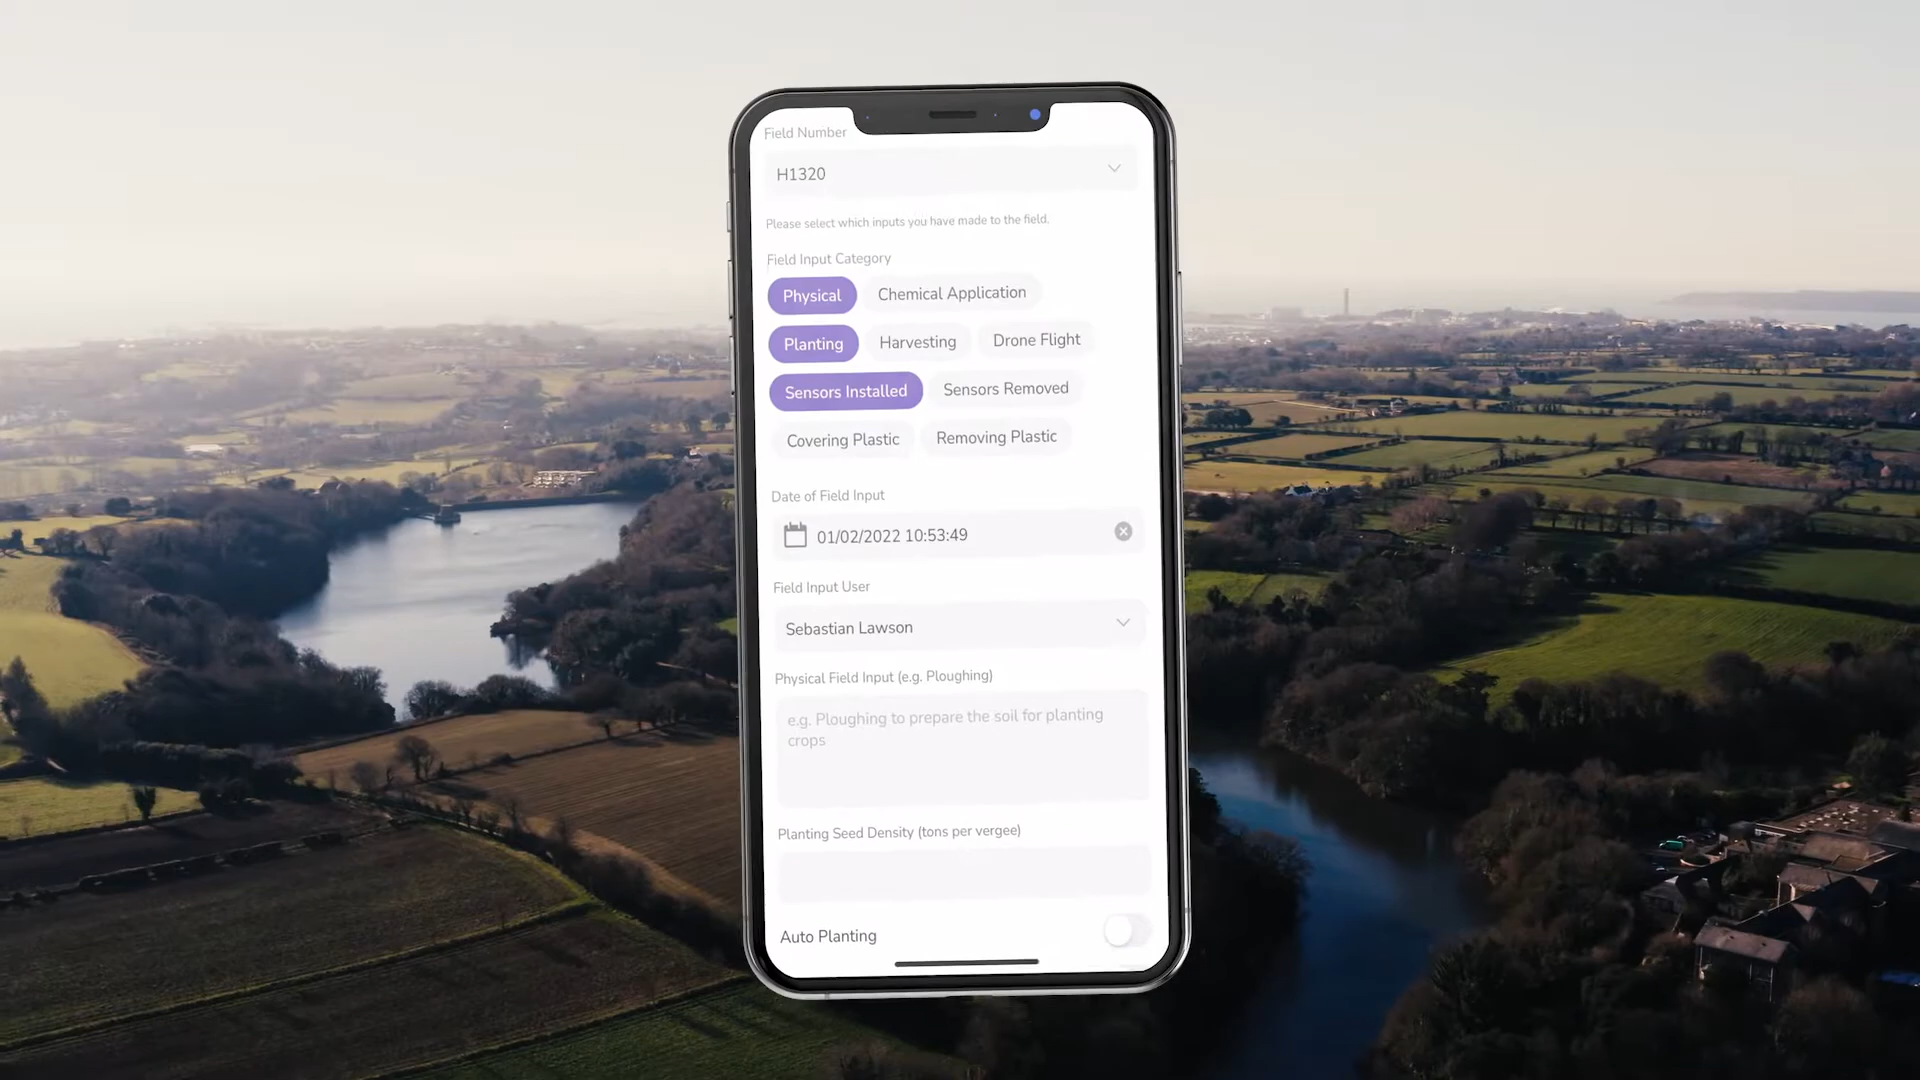 Field Number
H1320
Please select which inputs you have made to the field.
Field Input Category
Physical Chemical Application
Planting Harvesting Drone Flight
Sensors Installed Sensors Removed
Covering Plastic Removing Plastic
Date of Field Input
01/02/2022 10:53:49
Field Input User
Sebastian Lawson
Physical Field Input (e.g. Ploughing)
e.g. Ploughing to prepare the soil for planting
crops
Planting Seed Density (tons per vergee)
Auto Planting